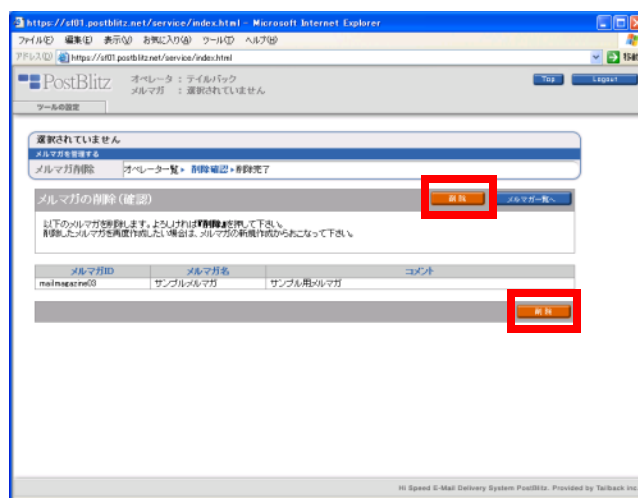 https://sf01.postblitz.net/service/index.html - Microsoft Internet Explorer
ファイル(F) 編集(E) 表示(V) お気に入り(A) ツール(T) ヘルプ(H)
アドレス(D) https://sf01.postblitz.net/service/index.html 移動
PostBlitz オペレータ : テイルバック Top Logout
メルマガ : 選択されていません
ツールの設定
選択されていません
メルマガを管理する
メルマガ削除 オペレーター覧 削除確認 削除完了
メルマガの削除(確認) 削除 メルマガ一覧へ
以下のメルマガを削除します。よろしければ『削除』を押して下さい。
削除したメルマガを再度作成したい場合は、メルマガの新規作成からおこなって下さい。
メルマガID メルマガ名 コメント
mailmagazine03 サンプルメルマガ サンプル用メルマガ
削除
Hi Speed E-Mail Delivery System PostBlitz. Provided by Tailback inc.